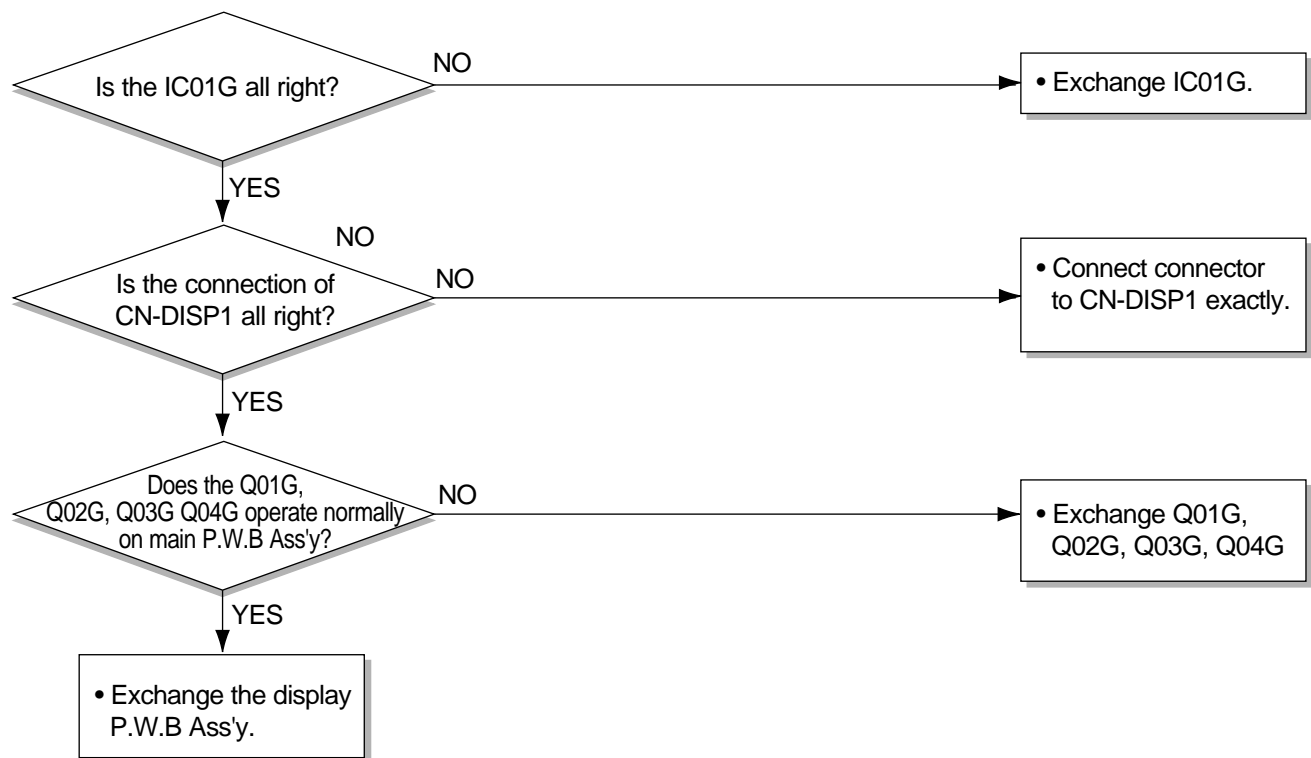 Is the IC01G all right?
NO
• Exchange IC01G.
YES
NO
Is the connection of
CN-DISP1 all right?
NO
• Connect connector
to CN-DISP1 exactly.
YES
Does the Q01G,
Q02G, Q03G Q04G operate normally
on main P.W.B Ass'y?
NO
• Exchange Q01G,
Q02G, Q03G, Q04G
YES
• Exchange the display
P.W.B Ass'y.